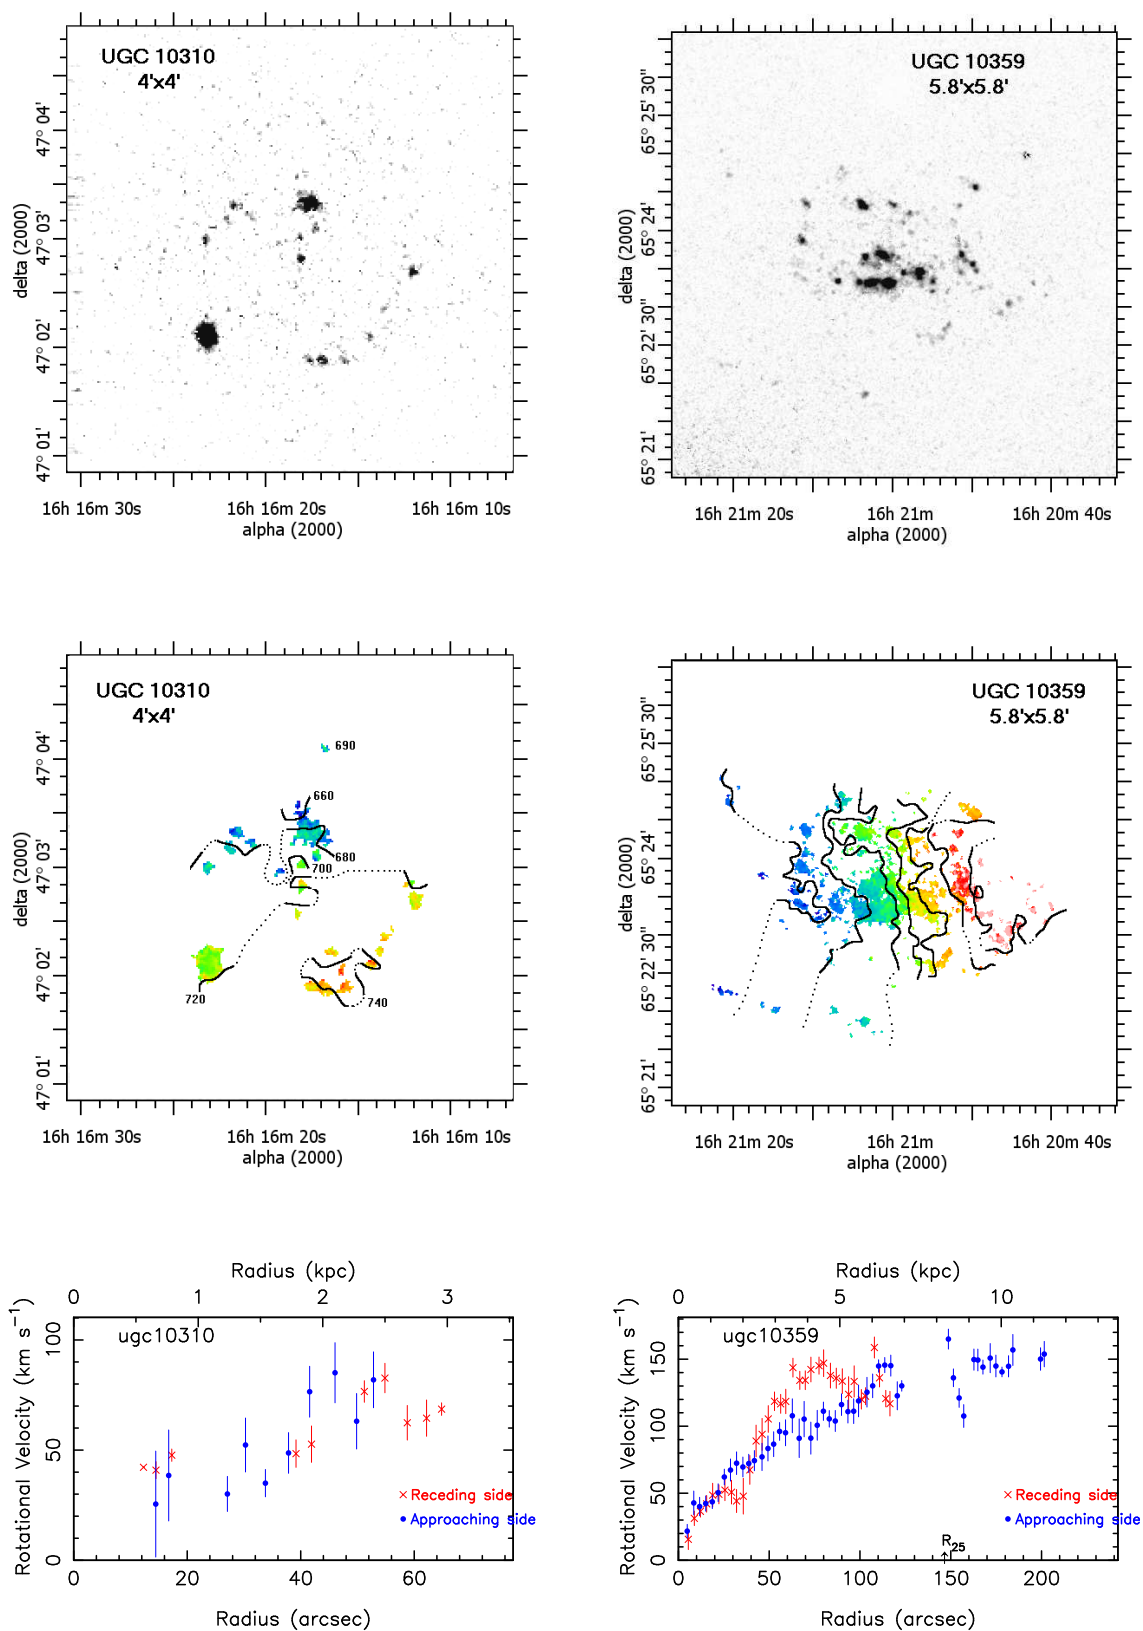 UGC 10310
4'x4'
47° 04'
47° 03'
47° 02'
47° 01'
delta (2000)
16h 16m 30s
16h 16m 20s
16h 16m 10s
alpha (2000)
UGC 10359
5.8'x5.8'
65° 25' 30"
65° 24'
65° 22' 30"
65° 21'
delta (2000)
16h 21m 20s
16h 21m
16h 20m 40s
alpha (2000)
UGC 10310
4'x4'
690
660
680
700
720
740
47° 04'
47° 03'
47° 02'
47° 01'
delta (2000)
16h 16m 30s
16h 16m 20s
16h 16m 10s
alpha (2000)
UGC 10359
5.8'x5.8'
65° 25' 30"
65° 24'
65° 22' 30"
65° 21'
delta (2000)
16h 21m 20s
16h 21m
16h 20m 40s
alpha (2000)
Radius (kpc)
0 1 2 3
ugc10310
Rotational Velocity (km s⁻¹)
100
50
0
× Receding side
• Approaching side
0 20 40 60
Radius (arcsec)
Radius (kpc)
0 5 10
ugc10359
Rotational Velocity (km s⁻¹)
150
100
50
0
× Receding side
• Approaching side
R₂₅
0 50 100 150 200
Radius (arcsec)